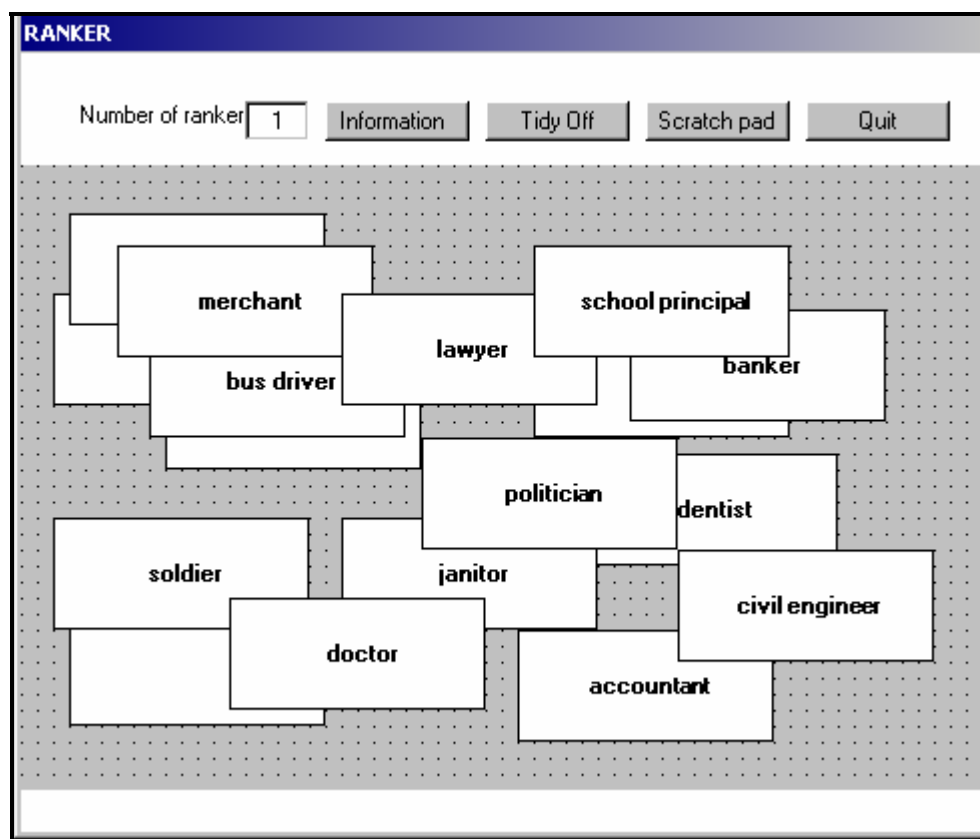 RANKER
Number of ranker 1 Information Tidy Off Scratch pad Quit
merchant
school principal
lawyer
banker
bus driver
politician
dentist
soldier
janitor
civil engineer
doctor
accountant